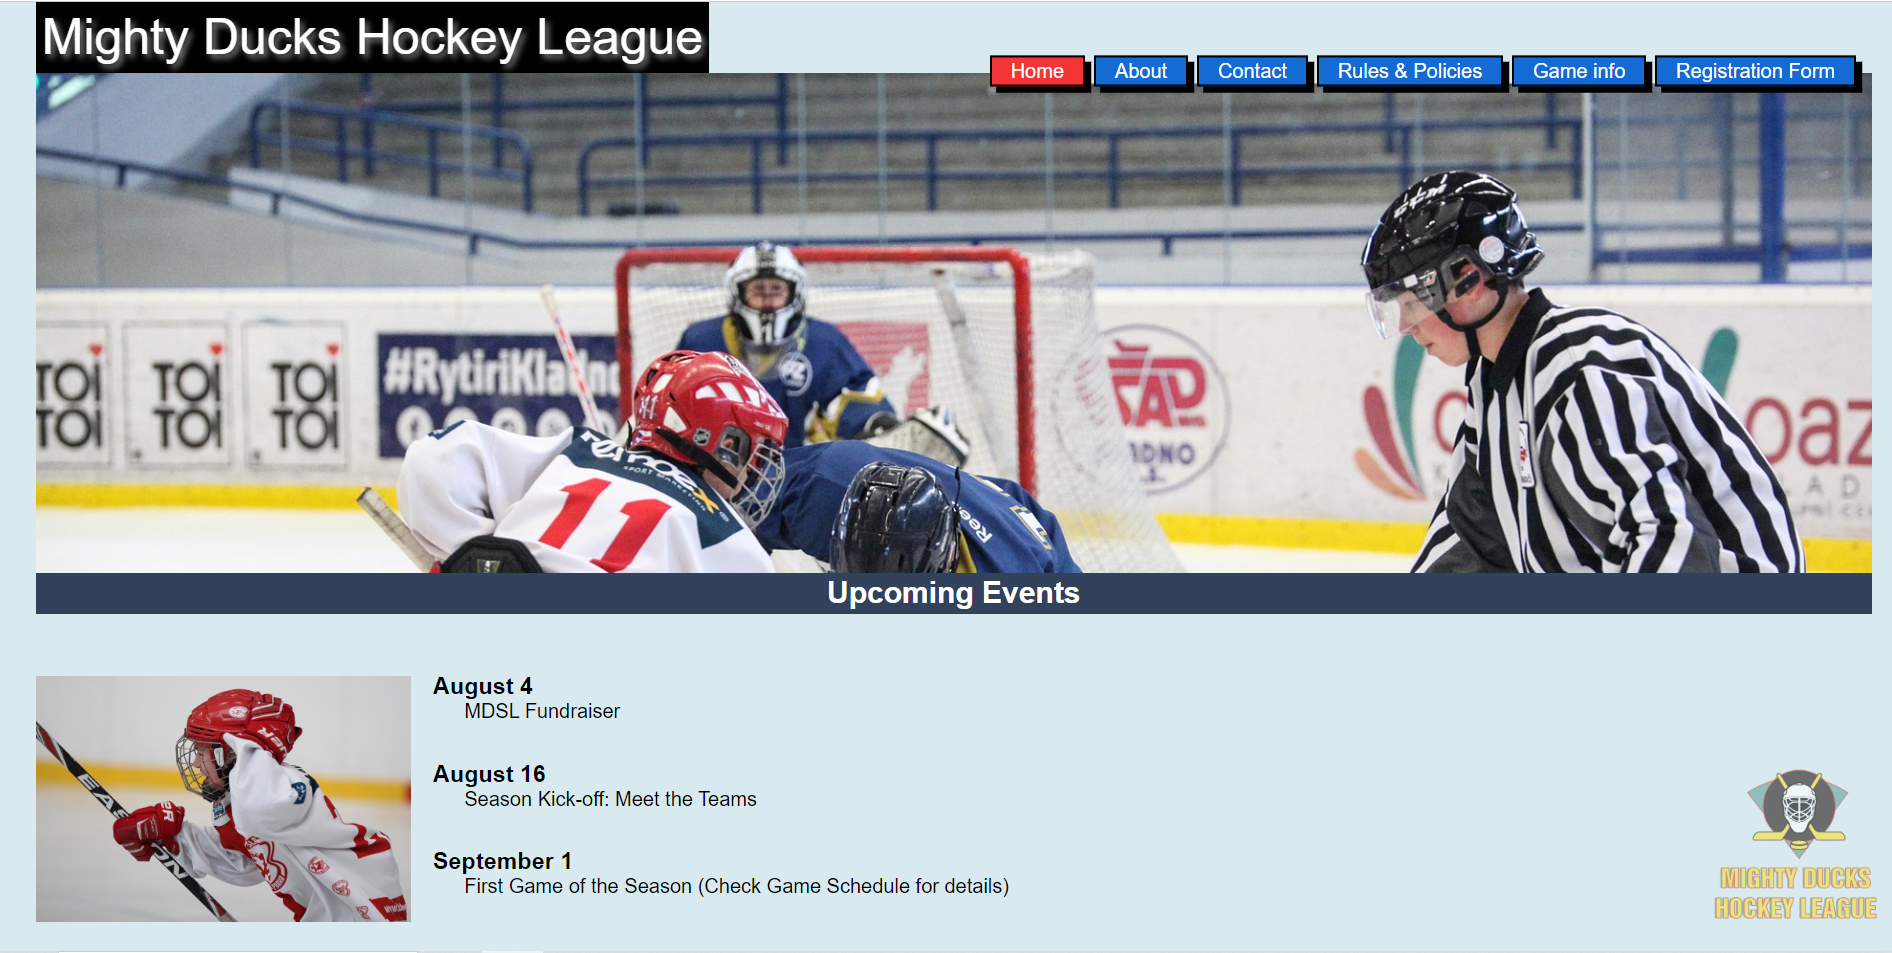 Mighty Ducks Hockey League
Home
About
Contact
Rules & Policies
Game info
Registration Form
CCM
TOI
TOI
TOI
TOI
TOI
TOI
#RytiriKladno
11
Upcoming Events
August 4
MDSL Fundraiser
August 16
Season Kick-off: Meet the Teams
September 1
First Game of the Season (Check Game Schedule for details)
EASTON
MIGHTY DUCKS
HOCKEY LEAGUE